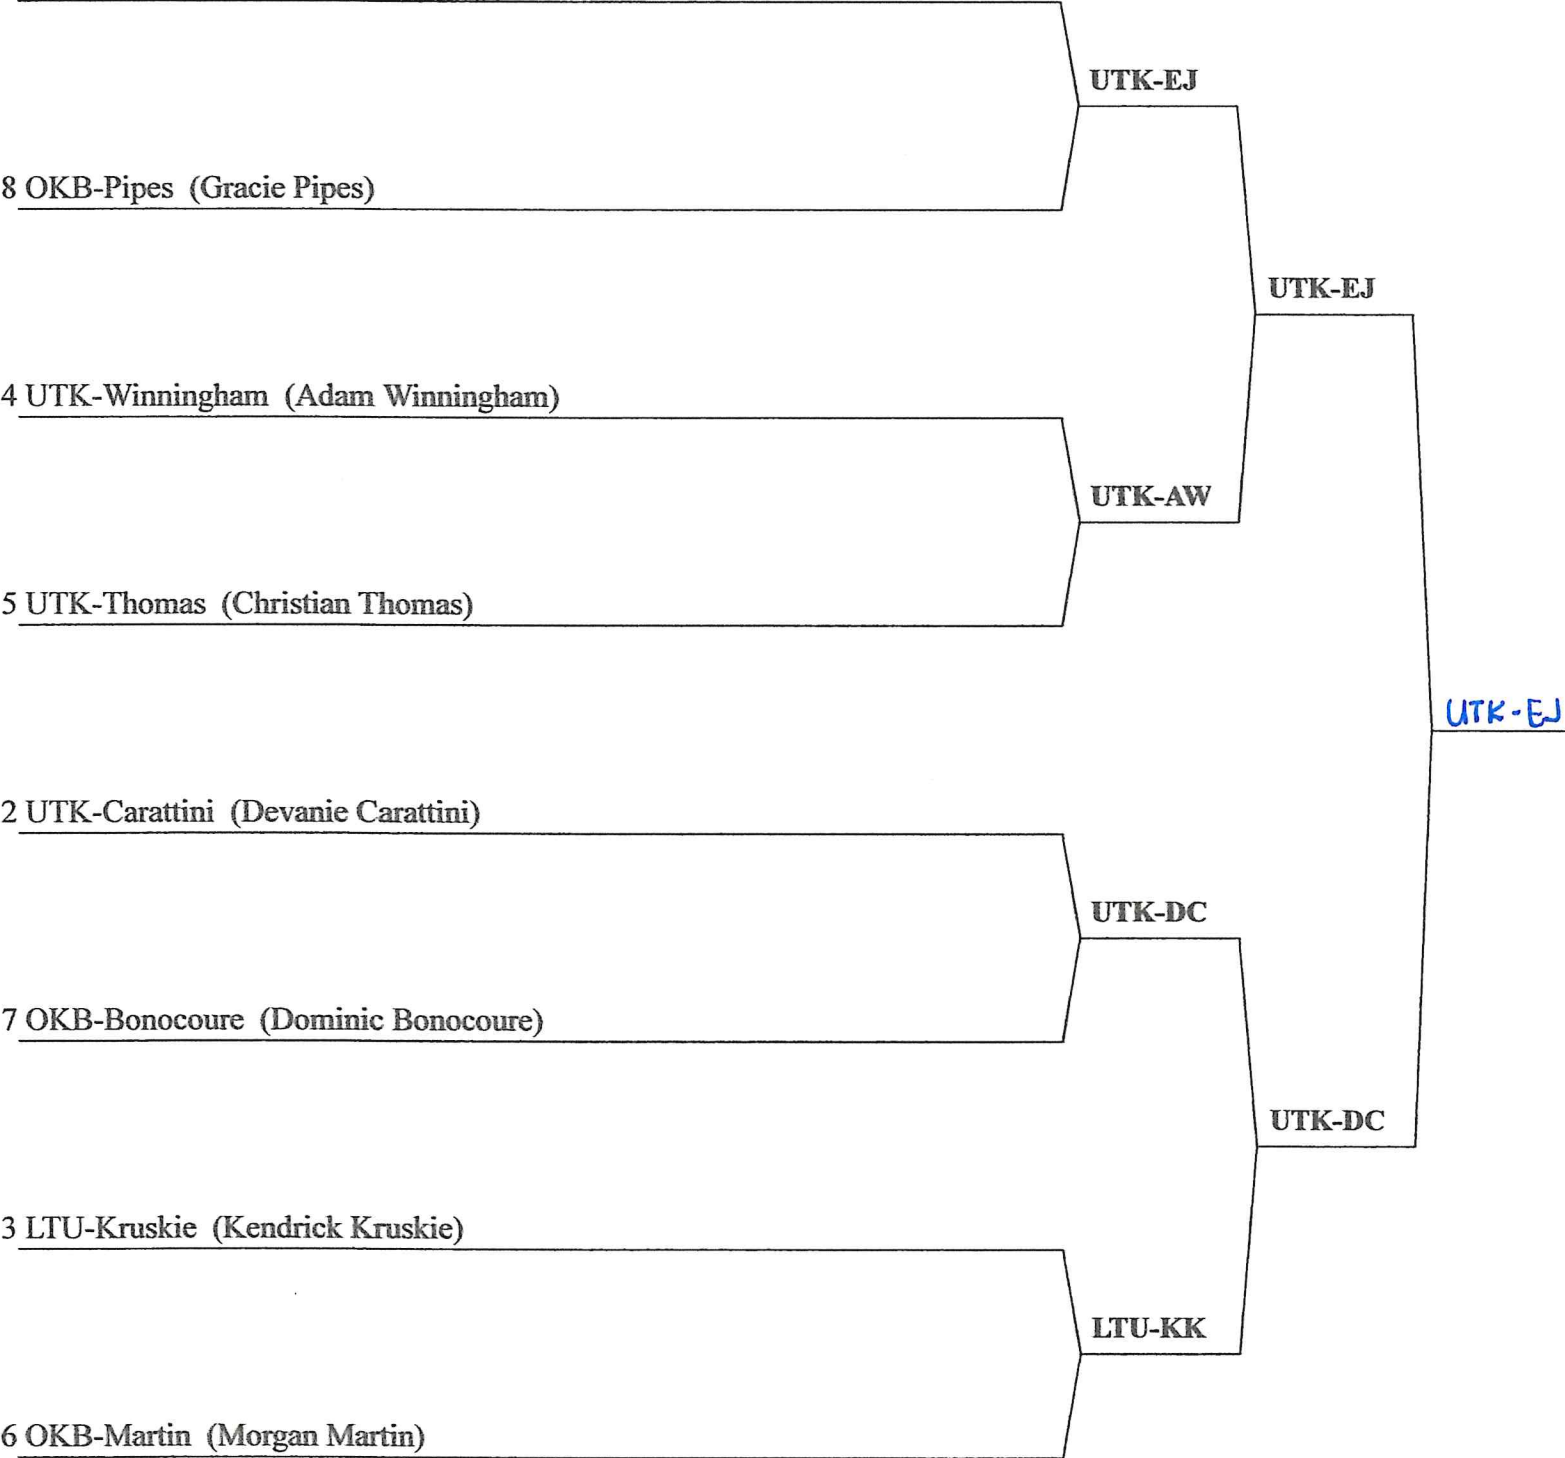 UTK-EJ
8 OKB-Pipes (Gracie Pipes)
UTK-EJ
4 UTK-Winningham (Adam Winningham)
UTK-AW
5 UTK-Thomas (Christian Thomas)
UTK-EJ
2 UTK-Carattini (Devanie Carattini)
UTK-DC
7 OKB-Bonocoure (Dominic Bonocoure)
UTK-DC
3 LTU-Kruskie (Kendrick Kruskie)
LTU-KK
6 OKB-Martin (Morgan Martin)